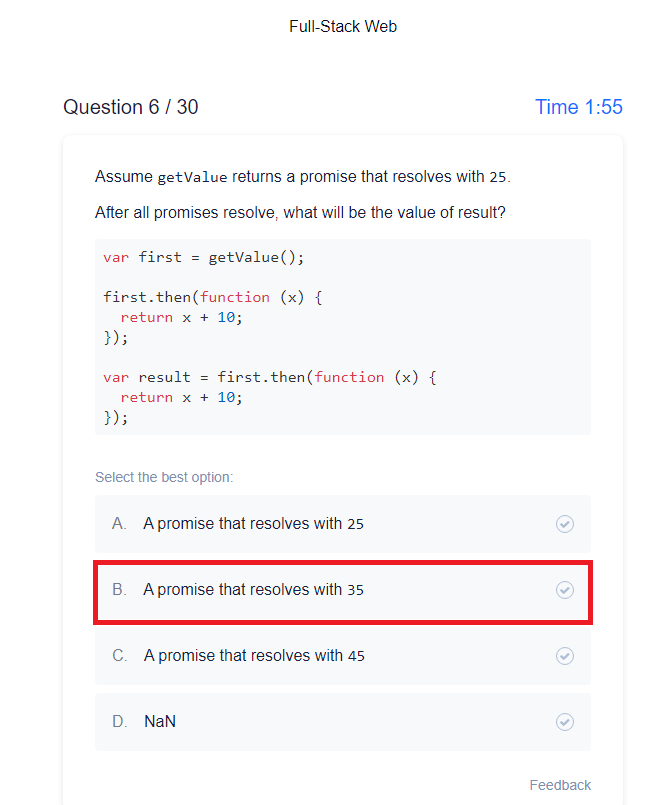 Full-Stack Web
Question 6 / 30
Time 1:55
Assume getValue returns a promise that resolves with 25.
After all promises resolve, what will be the value of result?
var first = getValue();
first.then(function (x) {
  return x + 10;
});
var result = first.then(function (x) {
  return x + 10;
});
Select the best option:
A. A promise that resolves with 25
B. A promise that resolves with 35
C. A promise that resolves with 45
D. NaN
Feedback